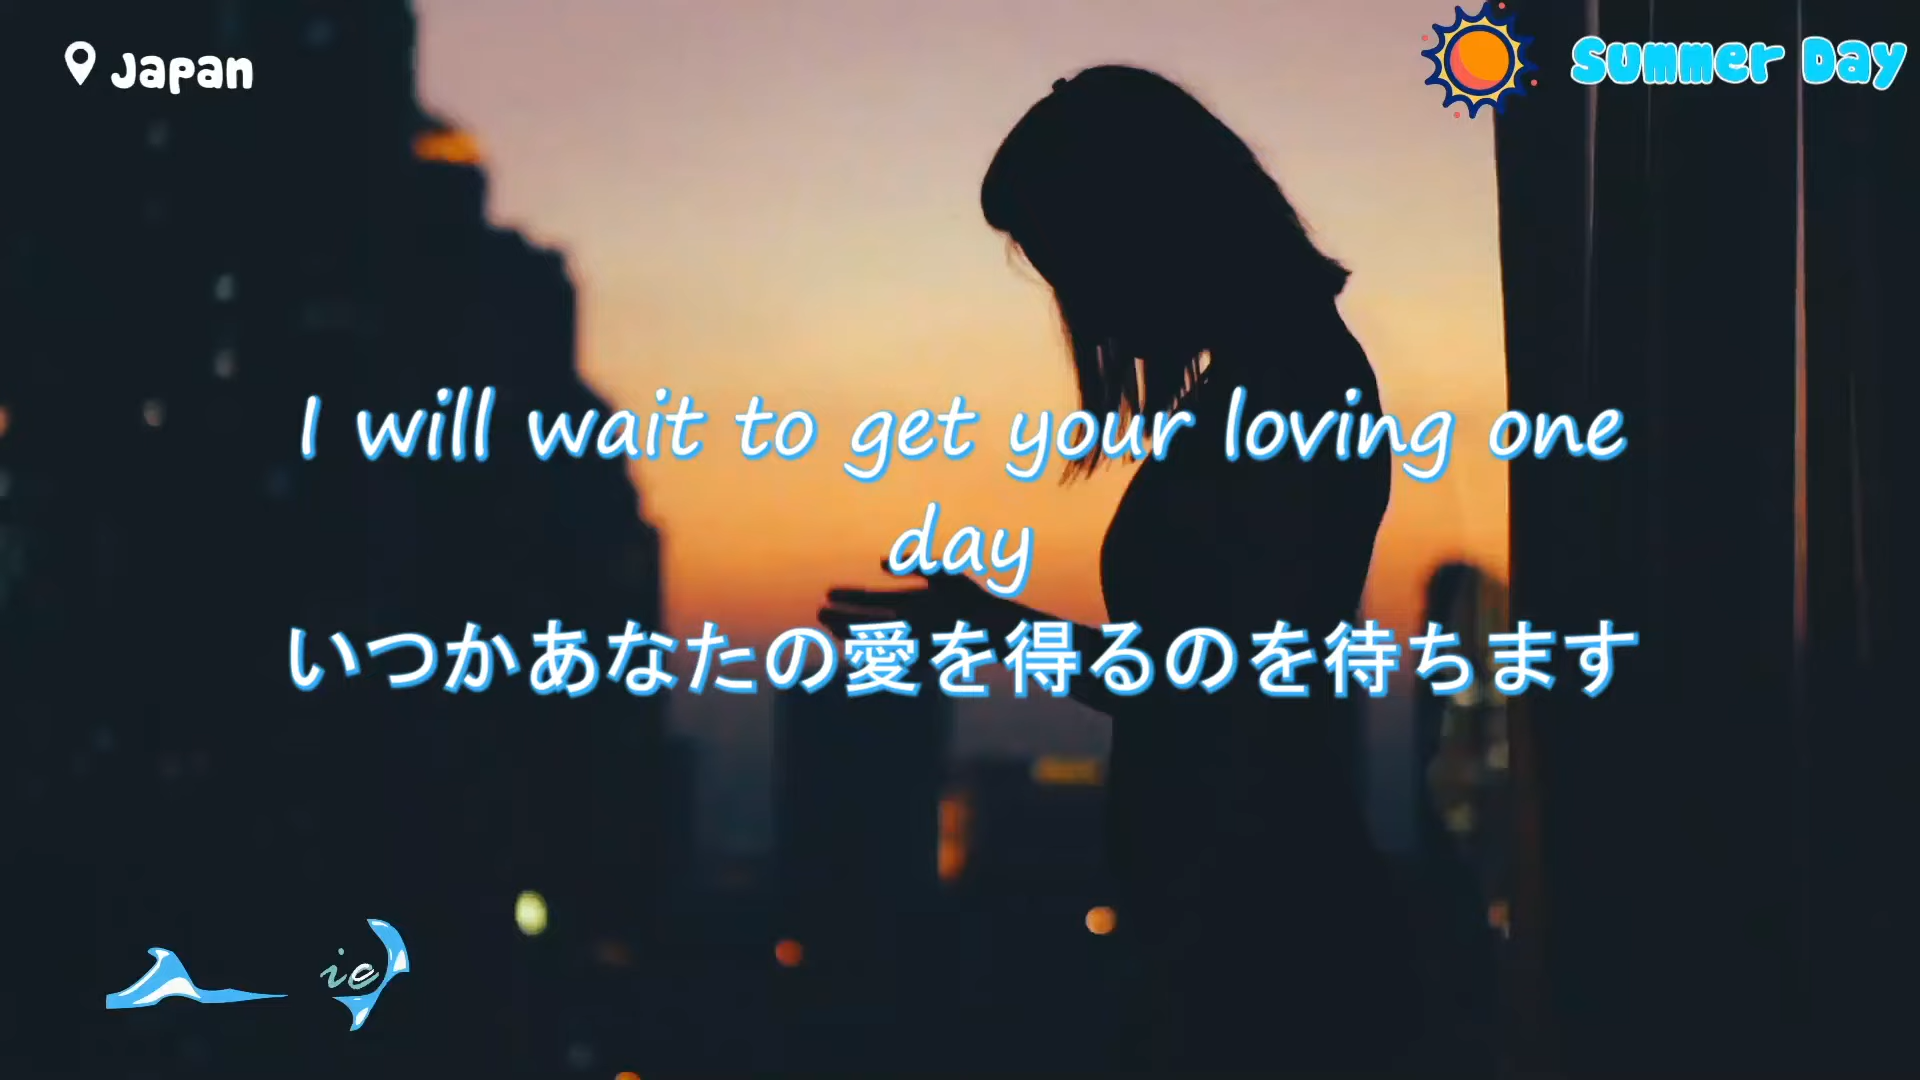 Japan
Summer Day
I will wait to get your loving one
day
いつかあなたの愛を得るのを待ちます
ie